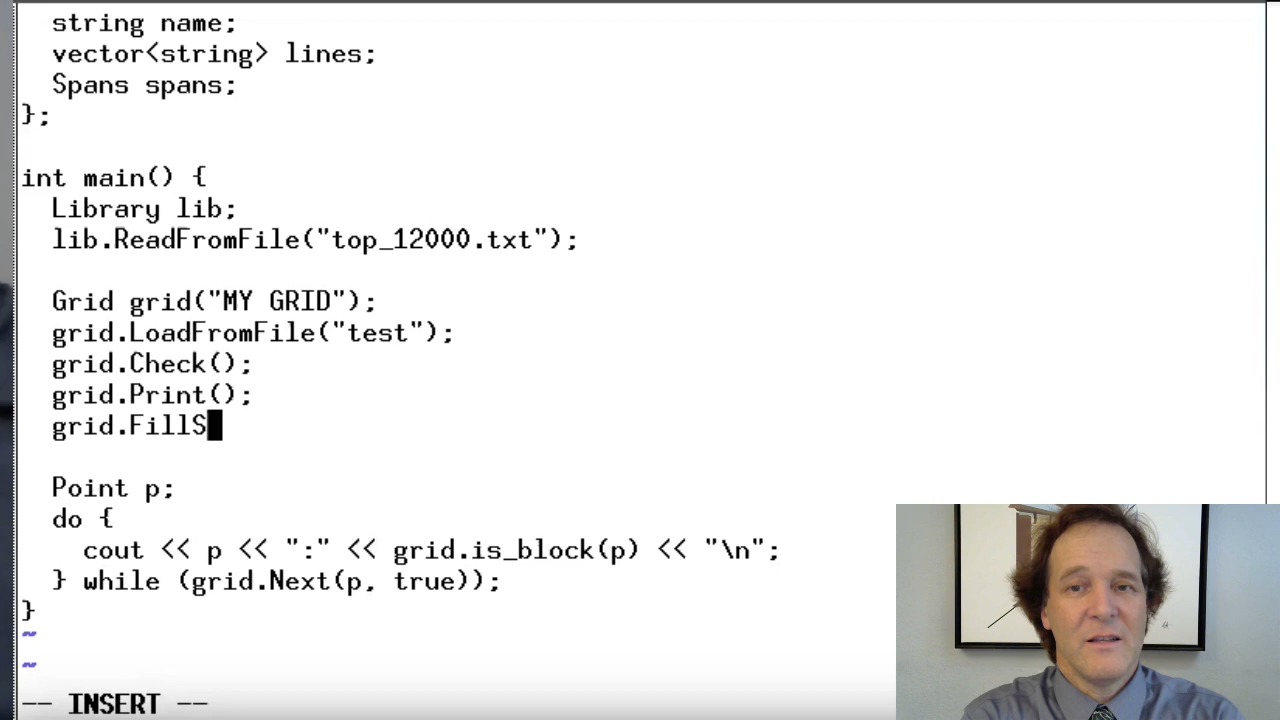 string name;
vector<string> lines;
Spans spans;
};
int main() {
Library lib;
lib.ReadFromFile("top_12000.txt");
Grid grid("MY GRID");
grid.LoadFromFile("test");
grid.Check();
grid.Print();
grid.FillS
Point p;
do {
cout << p << ":" << grid.is_block(p) << "\n";
} while (grid.Next(p, true));
}
~
~
-- INSERT --